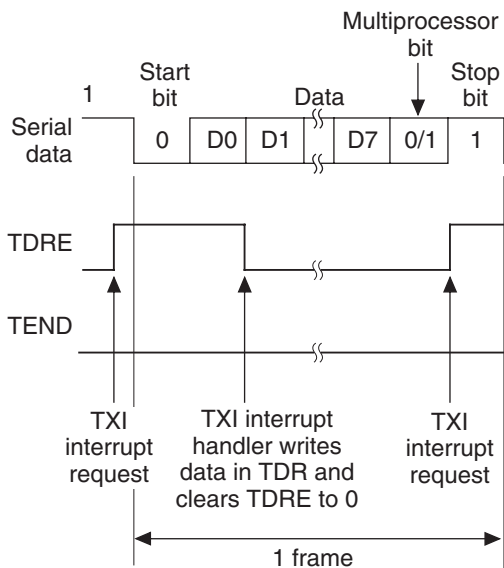 Multiprocessor
bit
Start
bit
Data
Stop
bit
1
Serial
data
0
D0
D1
D7
0/1
1
TDRE
TEND
TXI
interrupt
request
TXI interrupt
handler writes
data in TDR and
clears TDRE to 0
TXI
interrupt
request
1 frame